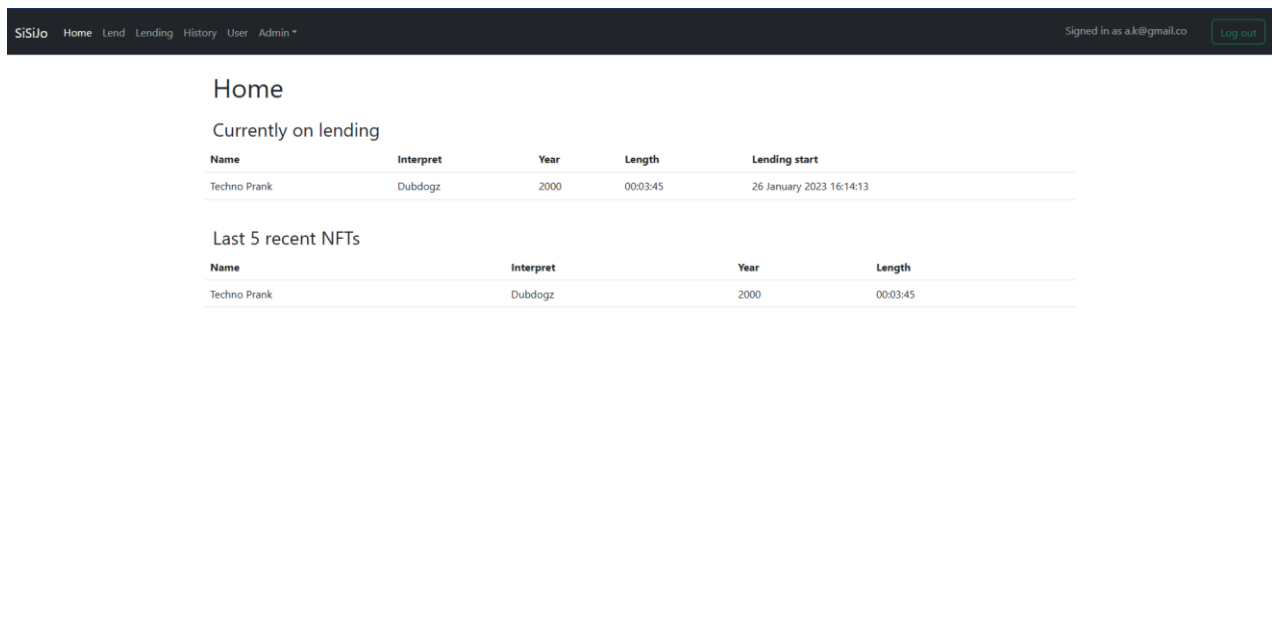 SiSiJo Home Lend Lending History User Admin Signed in as a.k@gmail.co Log out
Home
Currently on lending
Name Interpret Year Length Lending start
Techno Prank Dubdogz 2000 00:03:45 26 January 2023 16:14:13
Last 5 recent NFTs
Name Interpret Year Length
Techno Prank Dubdogz 2000 00:03:45